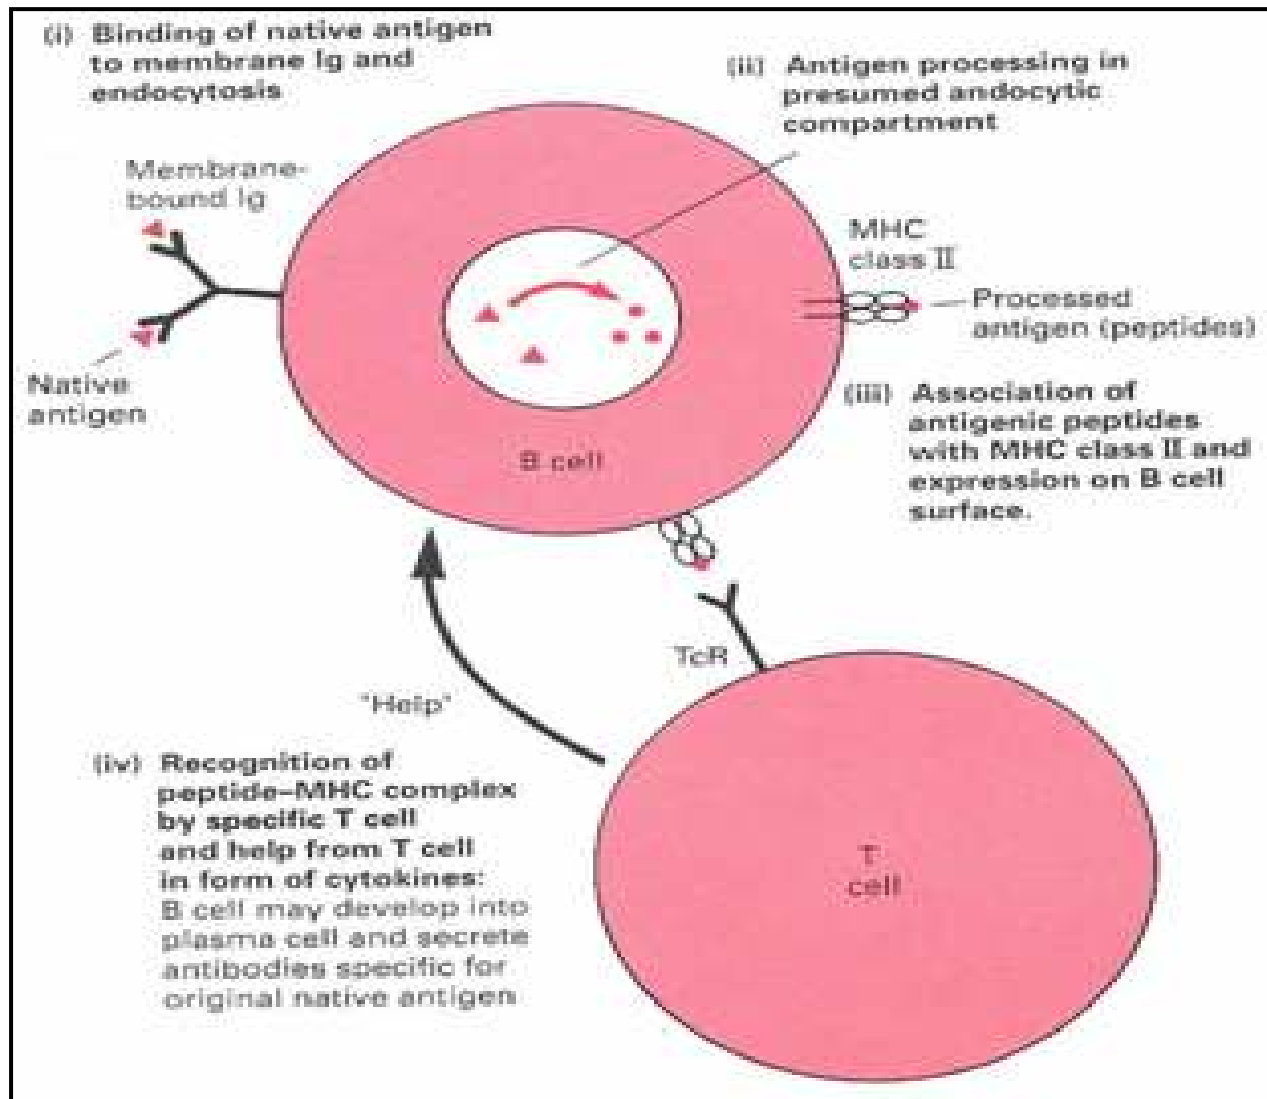 (i) Binding of native antigen
to membrane Ig and
endocytosis
(ii) Antigen processing in
presumed andocytic
compartment
Membrane-
bound Ig
MHC
class II
Processed
antigen (peptides)
Native
antigen
(iii) Association of
antigenic peptides
with MHC class II and
expression on B cell
surface.
B cell
TcR
"Help"
(iv) Recognition of
peptide–MHC complex
by specific T cell
and help from T cell
in form of cytokines:
B cell may develop into
plasma cell and secrete
antibodies specific for
original native antigen
T
cell